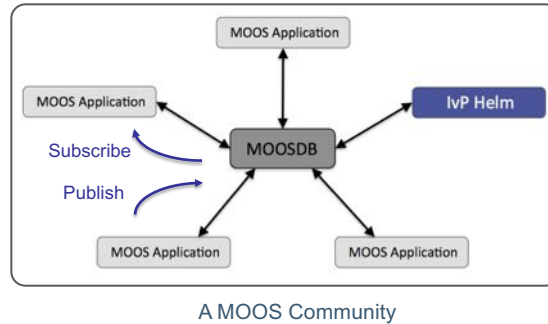 MOOS Application
MOOS Application
IvP Helm
Subscribe
MOOSDB
Publish
MOOS Application
MOOS Application
A MOOS Community